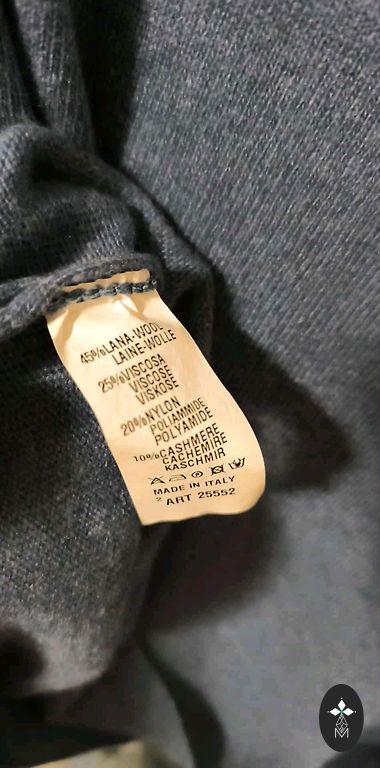 45%LANA-WOOL
LAINE-WOLLE
25%VISCOSA
VISCOSE
VISKOSE
20%NYLON
POLIAMMIDE
POLYAMIDE
10%CASHMERE
CACHEMIRE
KASCHMIR
MADE IN ITALY
2 ART 25552
M